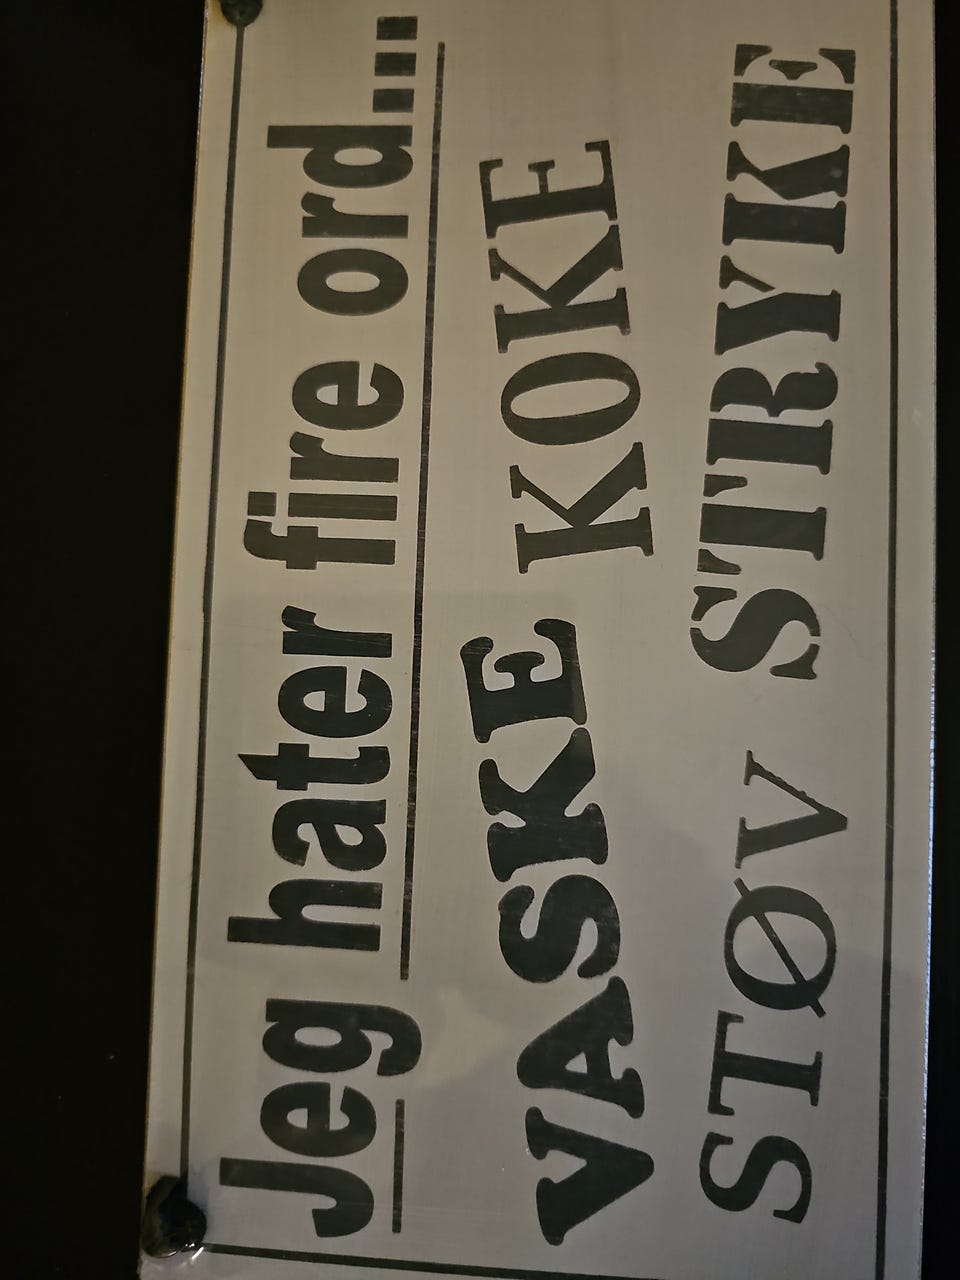 Jeg hater fire ord....
VASKE KOKE
STØV STRYKE